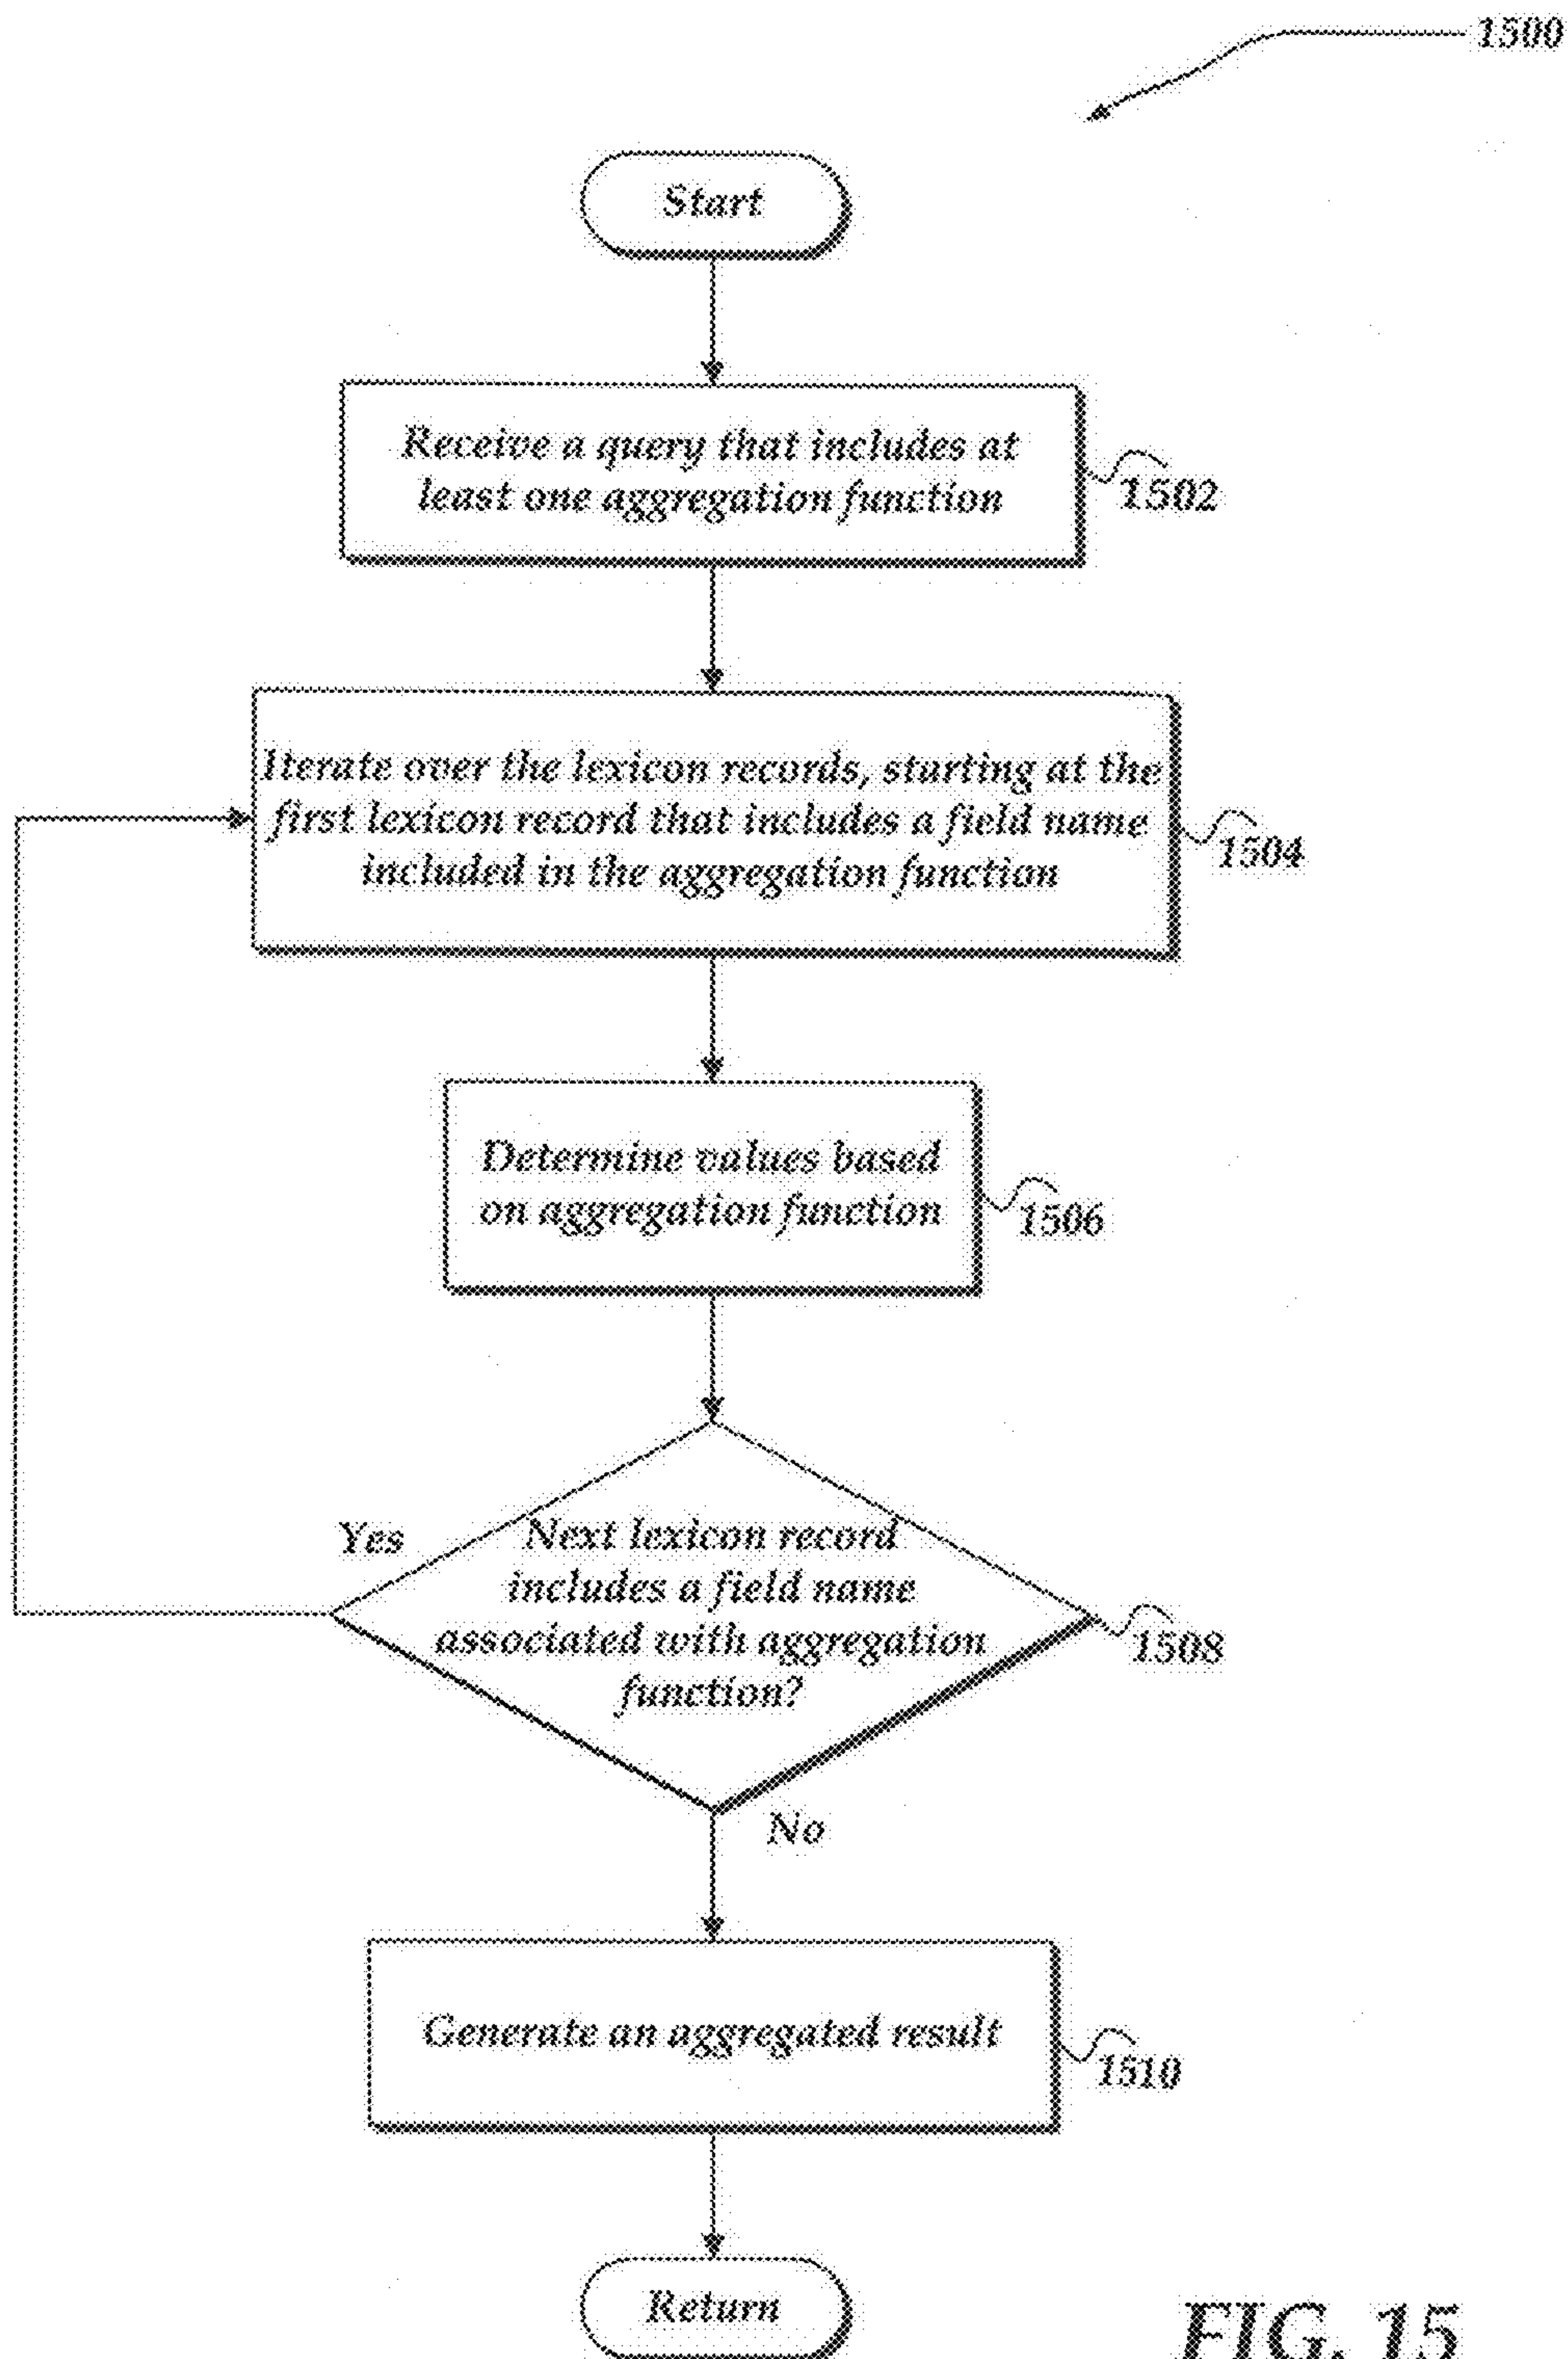 1500
Start
Receive a query that includes at
least one aggregation function
1502
Iterate over the lexicon records, starting at the
first lexicon record that includes a field name
included in the aggregation function
1504
Determine values based
on aggregation function
1506
Yes
Next lexicon record
includes a field name
associated with aggregation
function?
1508
No
Generate an aggregated result
1510
Return
FIG. 15